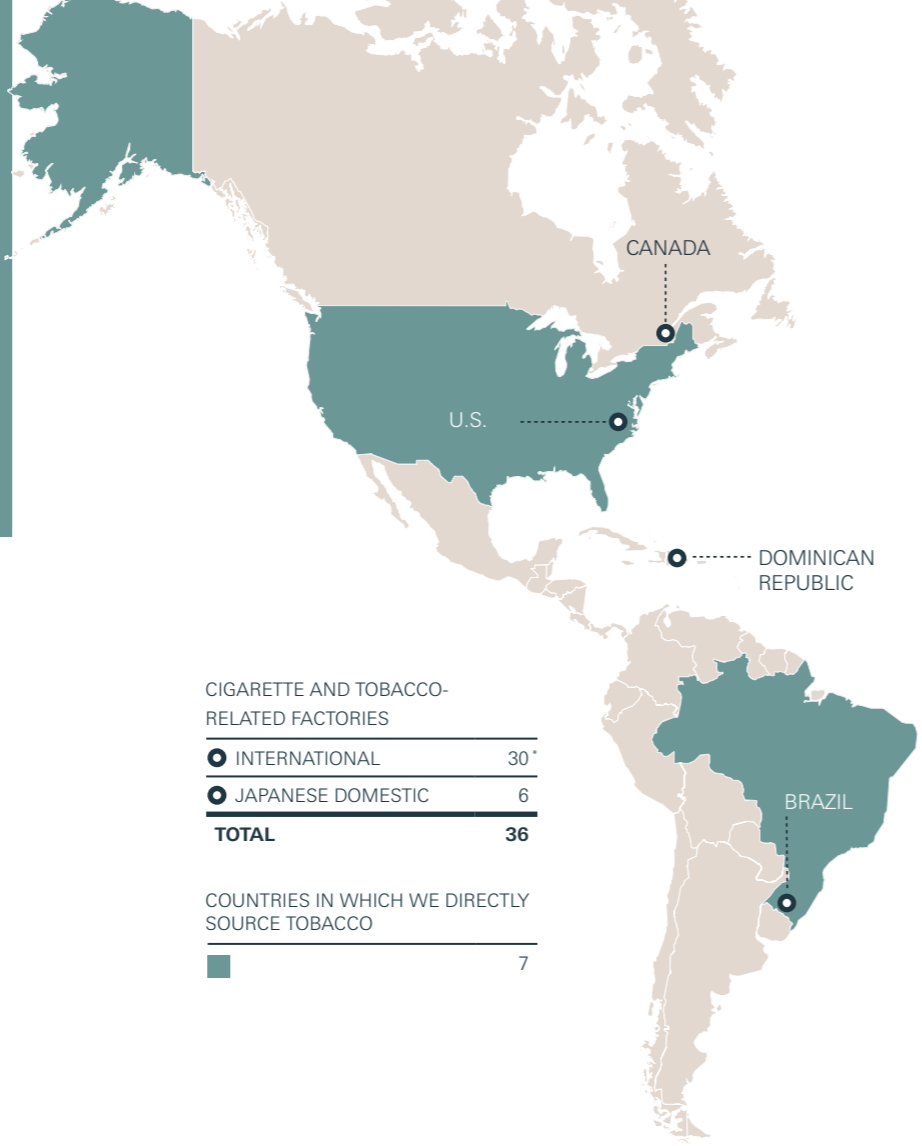 CANADA
U.S.
DOMINICAN
REPUBLIC
CIGARETTE AND TOBACCO-
RELATED FACTORIES
INTERNATIONAL 30*
JAPANESE DOMESTIC 6
TOTAL 36
BRAZIL
COUNTRIES IN WHICH WE DIRECTLY
SOURCE TOBACCO
7